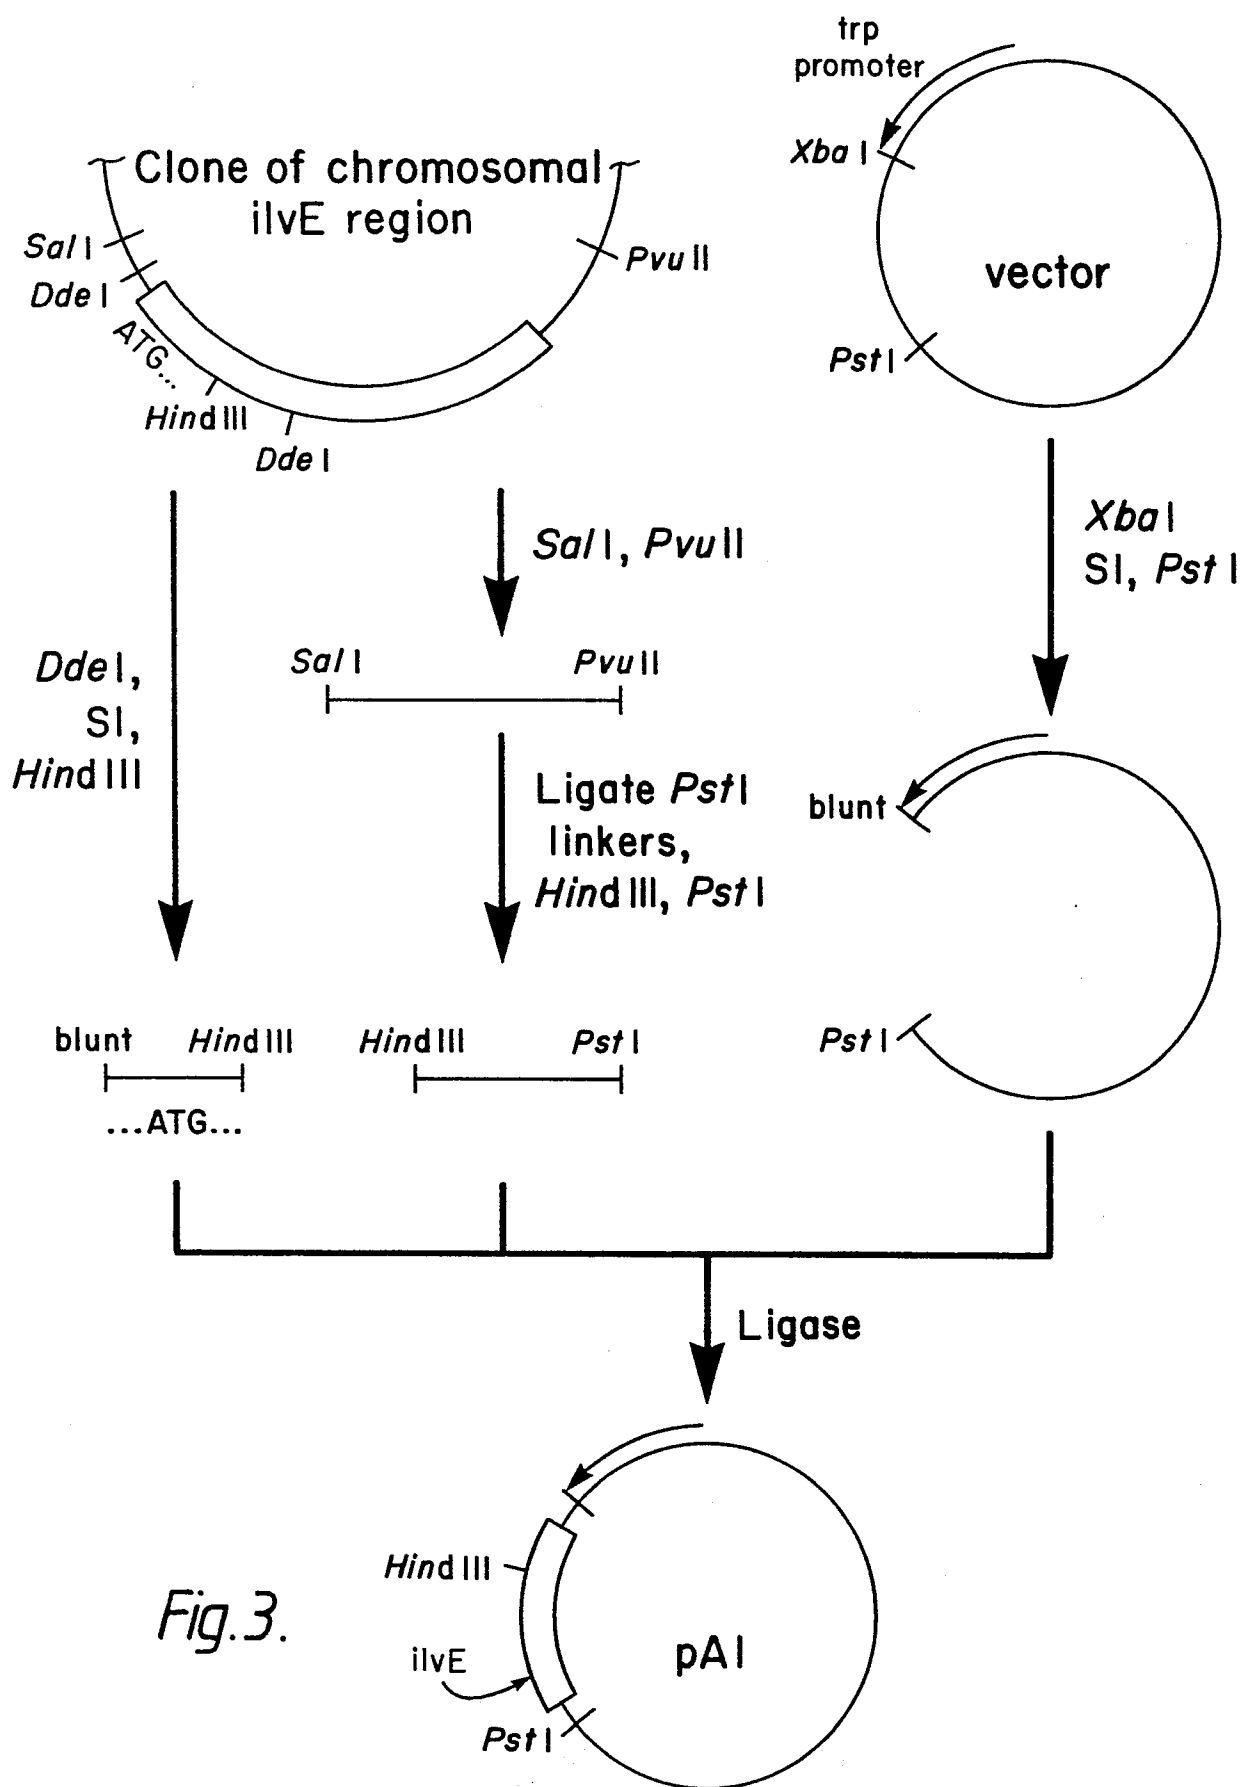 trp
promoter
Xba I
vector
Pst I
Clone of chromosomal
ilvE region
Sal I
Dde I
ATG...
Hind III
Dde I
Pvu II
Dde I,
SI,
Hind III
Sal I, Pvu II
Sal I
Pvu II
Ligate Pst I
linkers,
Hind III, Pst I
Xba I
SI, Pst I
blunt
Pst I
blunt
Hind III
...ATG...
Hind III
Pst I
Ligase
Hind III
ilvE
Pst I
pAI
Fig.3.